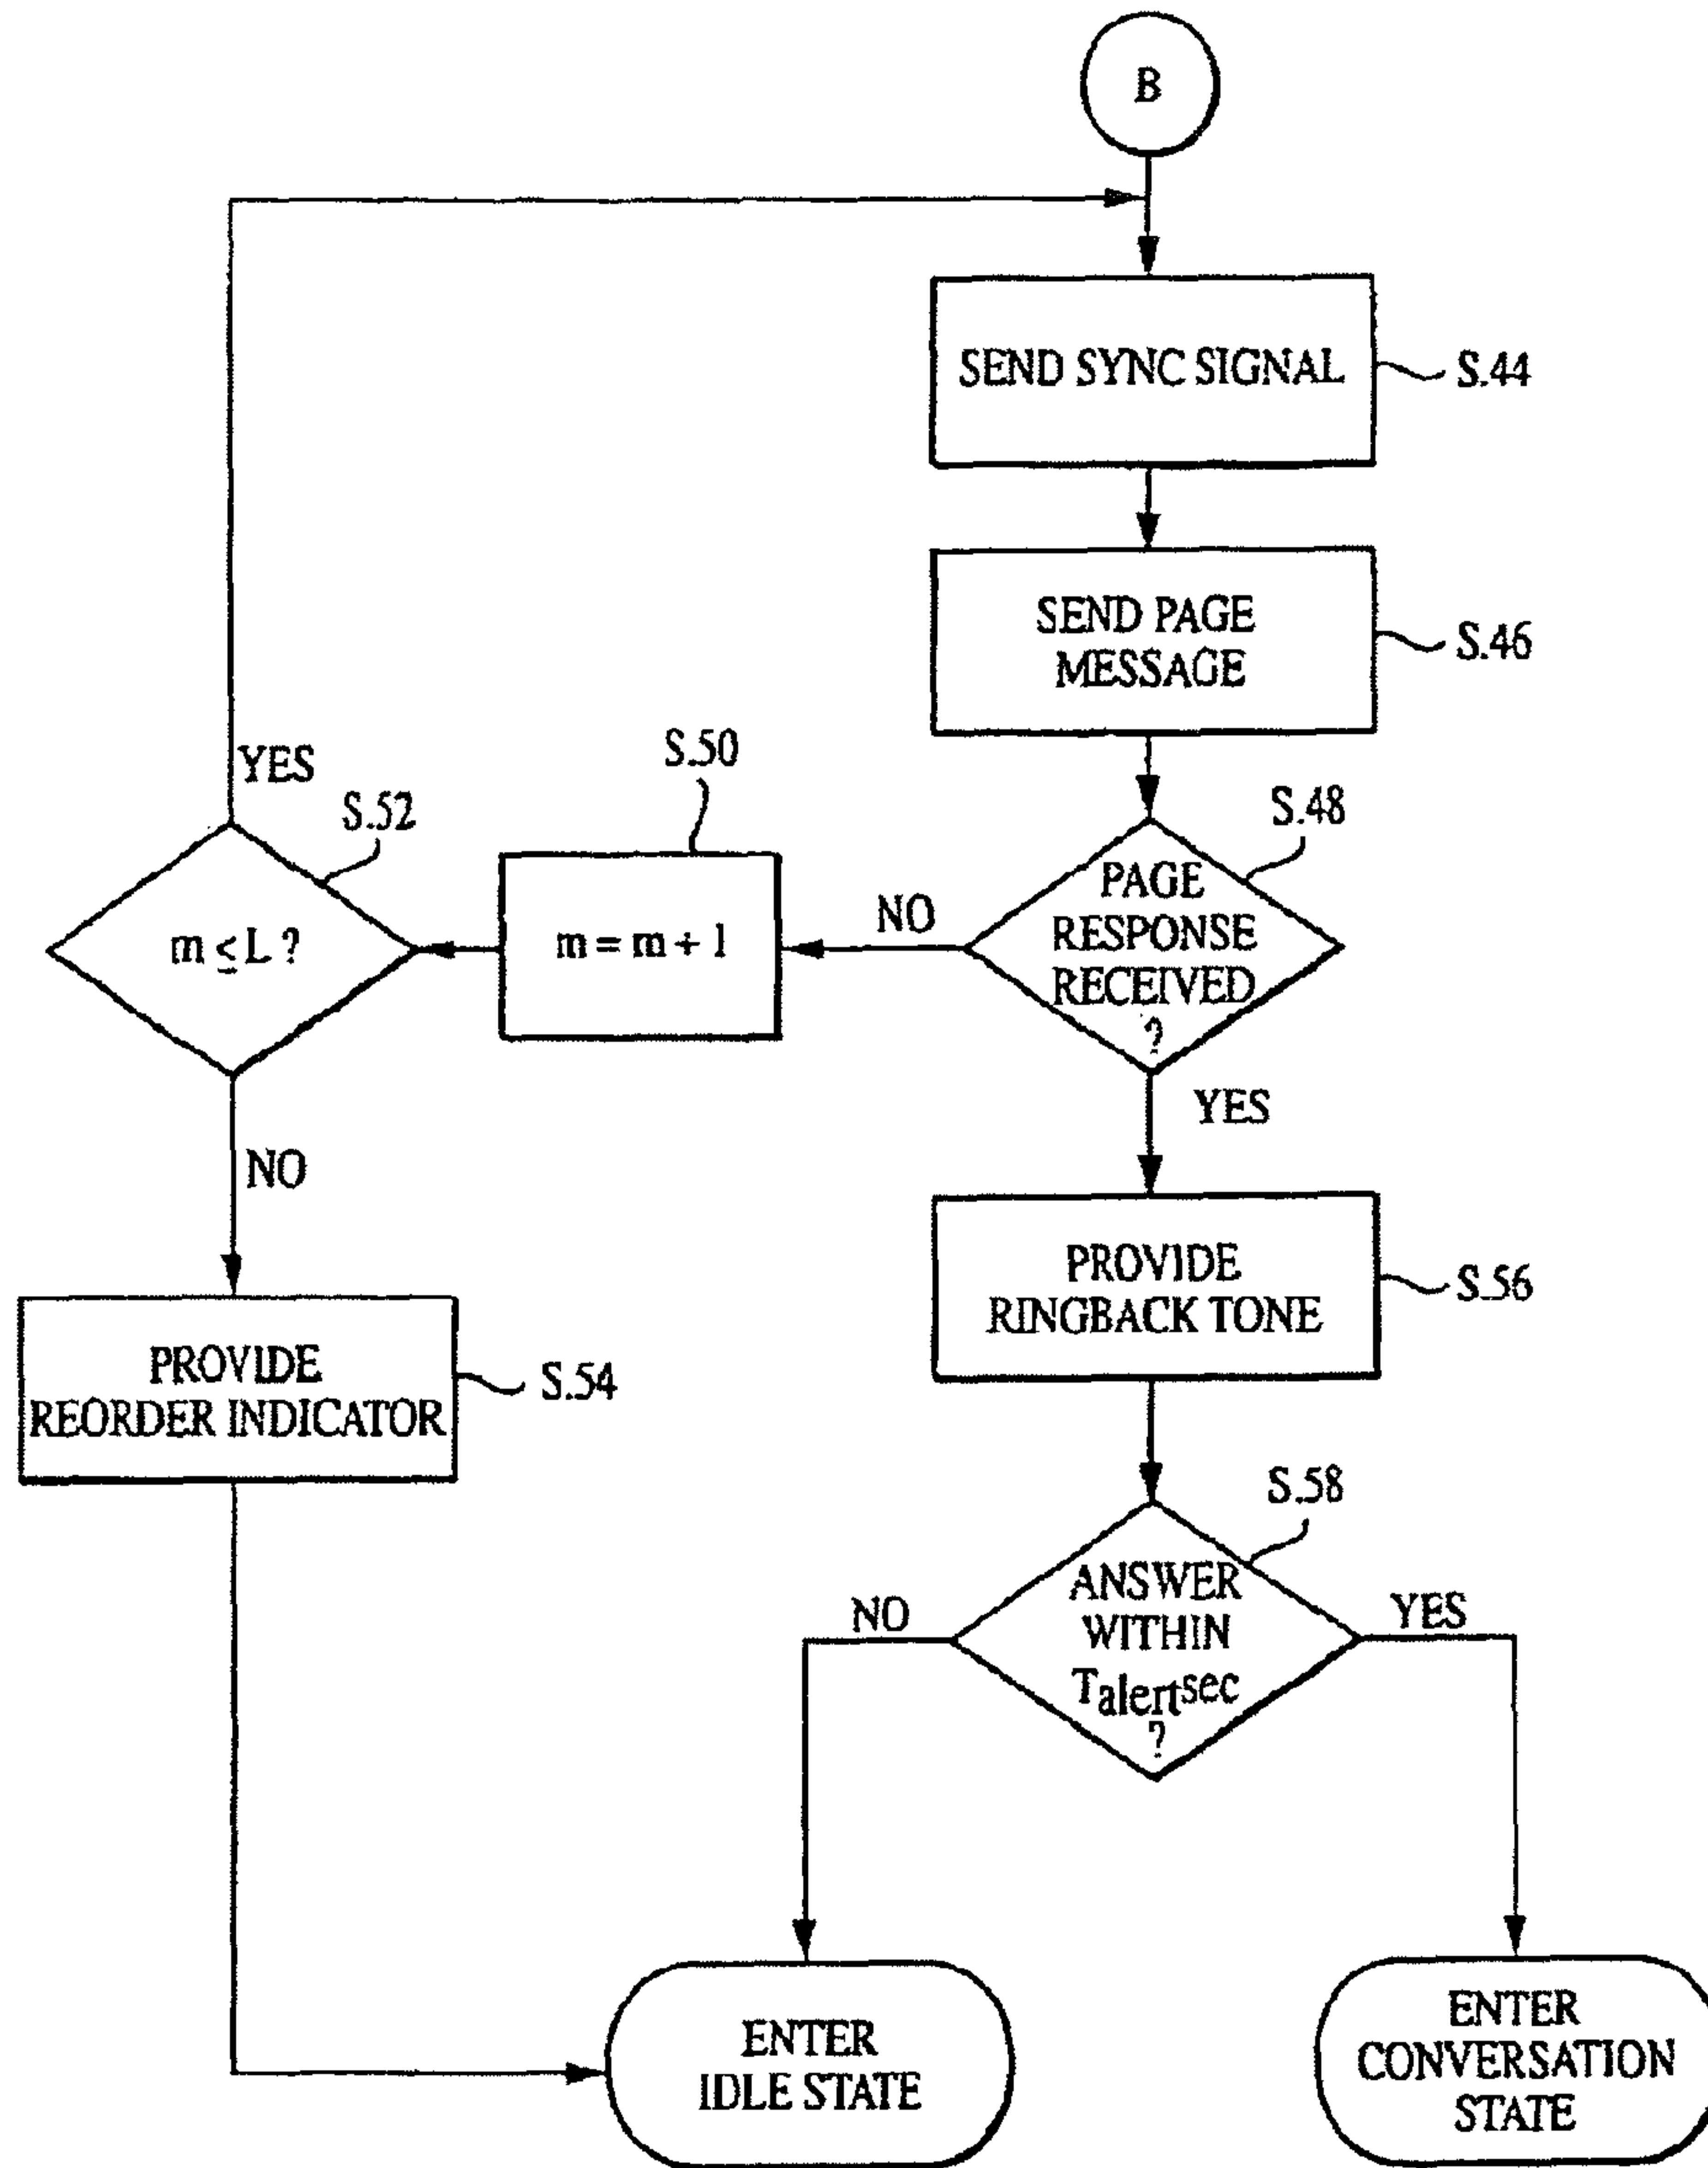 B
SEND SYNC SIGNAL
S.44
SEND PAGE
MESSAGE
S.46
S.50
YES
S.52
S.48
PAGE
RESPONSE
RECEIVED
?
NO
m = m + 1
m ≤ L ?
YES
NO
PROVIDE
RINGBACK TONE
S.56
PROVIDE
REORDER INDICATOR
S.54
S.58
ANSWER
WITHIN
Talertsec
?
NO
YES
ENTER
IDLE STATE
ENTER
CONVERSATION
STATE